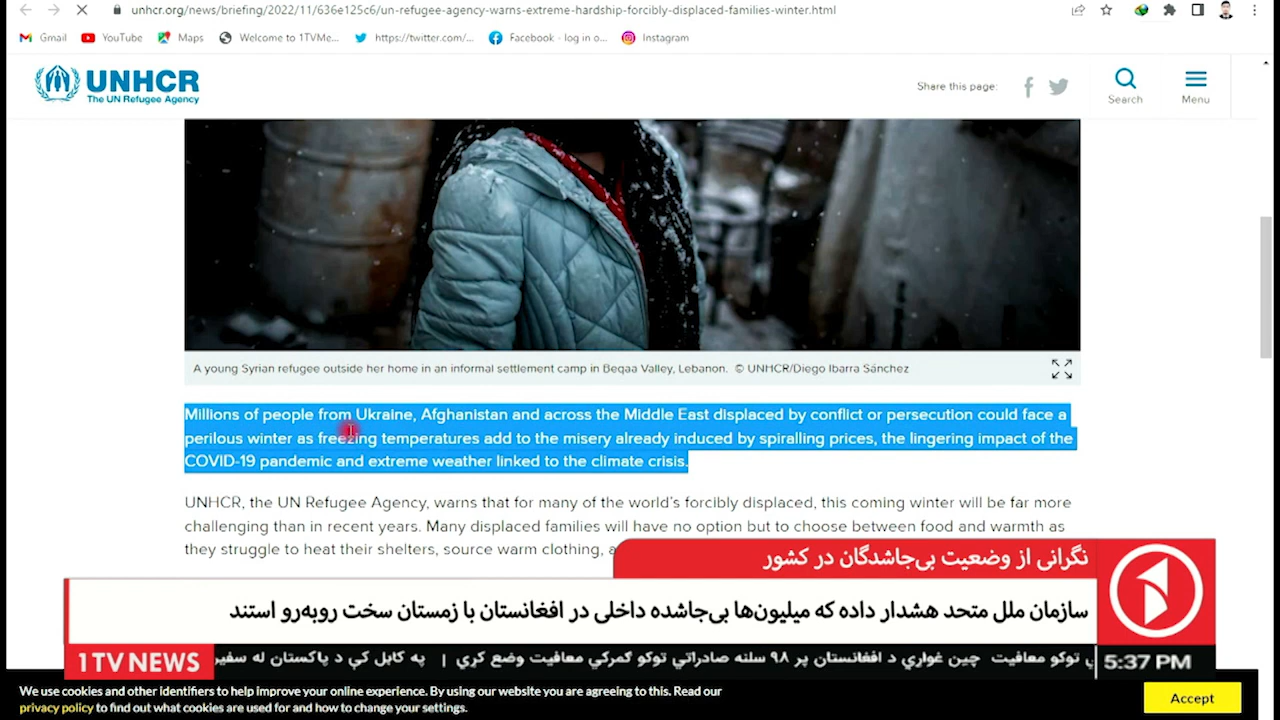 unhcr.org/news/briefing/2022/11/636e125c6/un-refugee-agency-warns-extreme-hardship-forcibly-displaced-families-winter.html
Gmail YouTube Maps Welcome to 1TVMe... https://twitter.com/... Facebook - log in o... Instagram
UNHCR
The UN Refugee Agency
Share this page:
Search
Menu
A young Syrian refugee outside her home in an informal settlement camp in Beqaa Valley, Lebanon. © UNHCR/Diego Ibarra Sánchez
Millions of people from Ukraine, Afghanistan and across the Middle East displaced by conflict or persecution could face a
perilous winter as freezing temperatures add to the misery already induced by spiralling prices, the lingering impact of the
COVID-19 pandemic and extreme weather linked to the climate crisis.
UNHCR, the UN Refugee Agency, warns that for many of the world's forcibly displaced, this coming winter will be far more
challenging than in recent years. Many displaced families will have no option but to choose between food and warmth as
they struggle to heat their shelters, source warm clothing,
نگرانی از وضعیت بی‌جاشدگان در کشور
سازمان ملل متحد هشدار داده که میلیون‌ها بی‌جاشده داخلی در افغانستان با زمستان سخت روبه‌رو استند
1TV NEWS
توکو معافیت چین غواړي د افغانستان پر ۹۸ سلنه صادراتي توکو ګمرکي معافیت وضع کړي | په کابل کې د پاکستان له سفیر
5:37 PM
We use cookies and other identifiers to help improve your online experience. By using our website you are agreeing to this. Read our
privacy policy to find out what cookies are used for and how to change your settings.
Accept